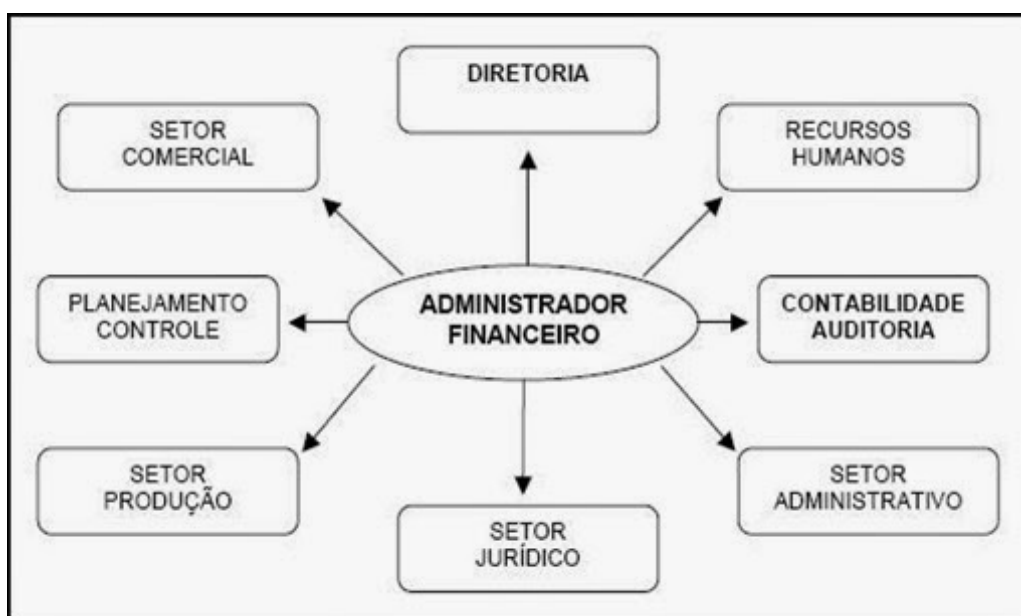 DIRETORIA
SETOR
COMERCIAL
RECURSOS
HUMANOS
PLANEJAMENTO
CONTROLE
ADMINISTRADOR
FINANCEIRO
CONTABILIDADE
AUDITORIA
SETOR
PRODUÇÃO
SETOR
JURÍDICO
SETOR
ADMINISTRATIVO